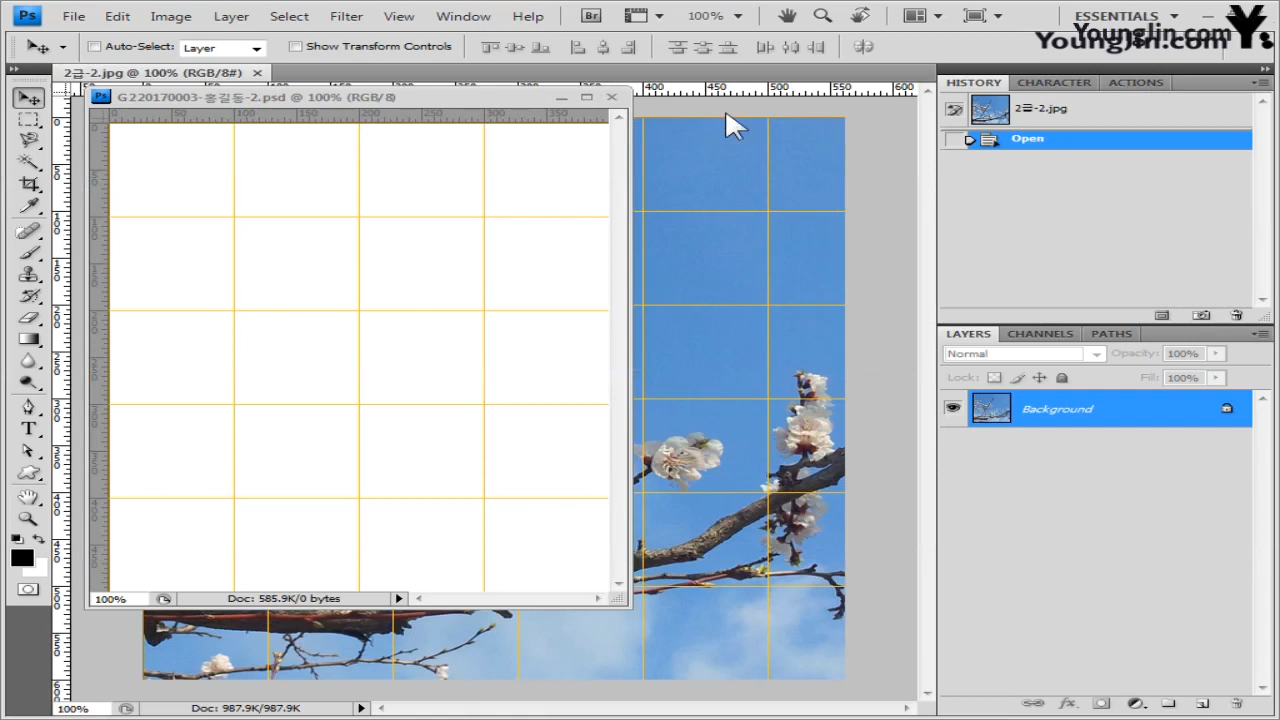 Ps File Edit Image Layer Select Filter View Window Help Br 100% ESSENTIALS
Younglin.com
YoungJin.com
Auto-Select: Layer Show Transform Controls
2급-2.jpg @ 100% (RGB/8#)
HISTORY CHARACTER ACTIONS
G220170003-홍길동-2.psd @ 100% (RGB/8)
2급-2.jpg
Open
LAYERS CHANNELS PATHS
Normal Opacity: 100%
Lock: Fill: 100%
Background
100% Doc: 585.9K/0 bytes
100% Doc: 987.9K/987.9K